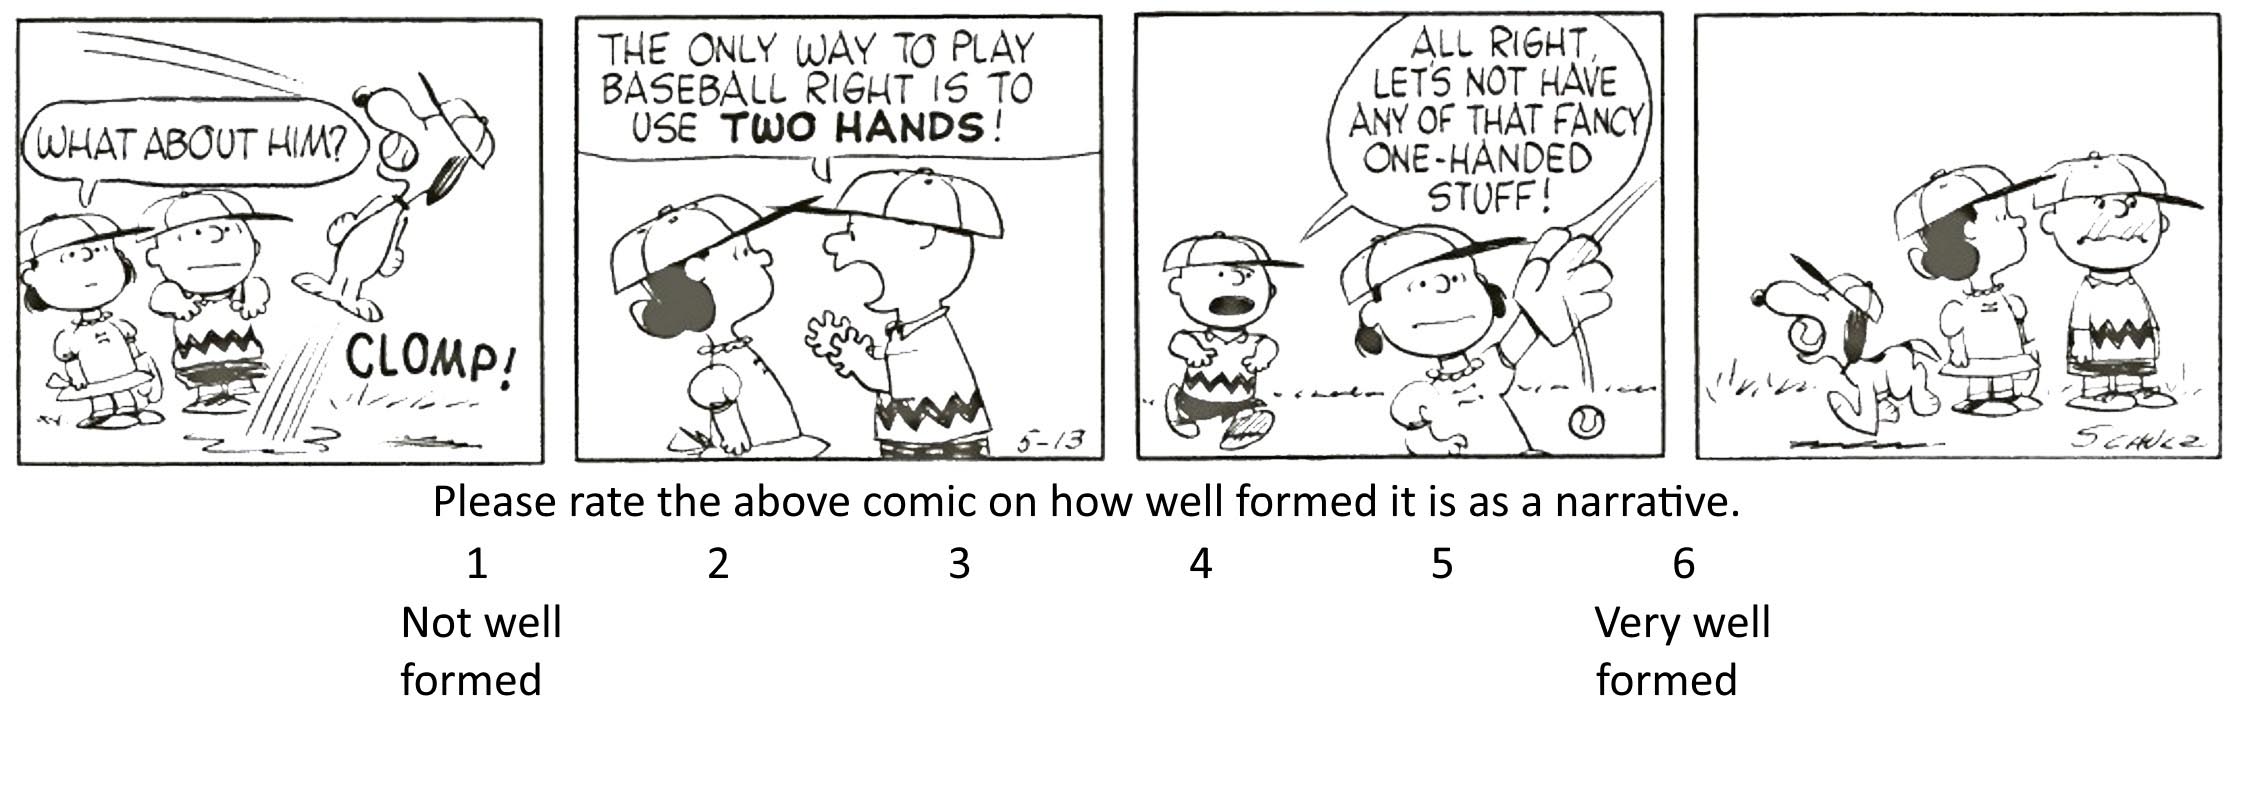 WHAT ABOUT HIM?
CLOMP!
THE ONLY WAY TO PLAY
BASEBALL RIGHT IS TO
USE TWO HANDS!
5-13
ALL RIGHT,
LET'S NOT HAVE
ANY OF THAT FANCY
ONE-HANDED
STUFF!
SCHULZ
Please rate the above comic on how well formed it is as a narrative.
1 2 3 4 5 6
Not well Very well
formed formed